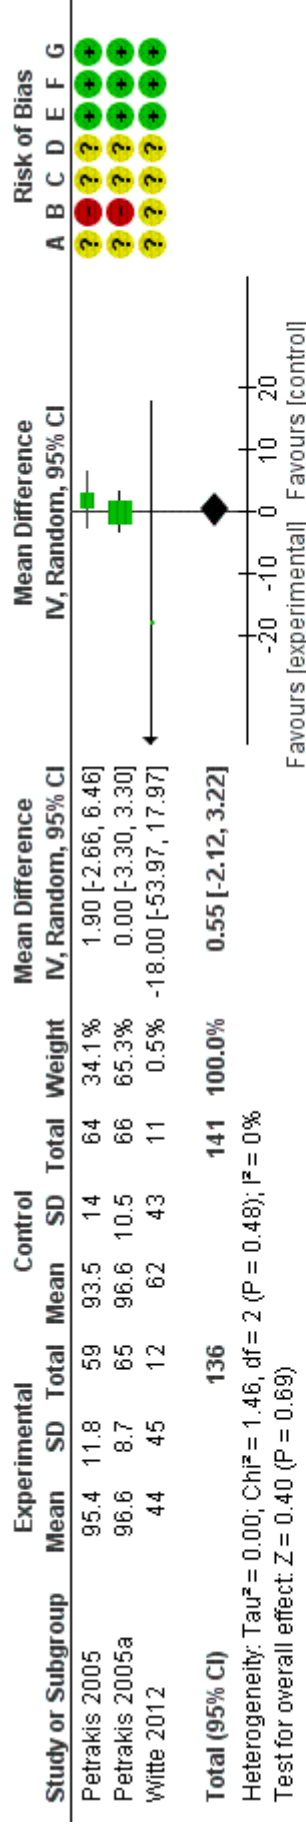 Experimental Control Mean Difference Mean Difference Risk of Bias
Study or Subgroup Mean SD Total Mean SD Total Weight IV, Random, 95% CI IV, Random, 95% CI A B C D E F G
Petrakis 2005 95.4 11.8 59 93.5 14 64 34.1% 1.90 [-2.66, 6.46] ? – ? ? + + +
Petrakis 2005a 96.6 8.7 65 96.6 10.5 66 65.3% 0.00 [-3.30, 3.30] ? – ? ? + + +
Witte 2012 44 45 12 62 43 11 0.5% -18.00 [-53.97, 17.97] ? ? ? ? + + +
Total (95% CI) 136 141 100.0% 0.55 [-2.12, 3.22]
Heterogeneity: Tau² = 0.00; Chi² = 1.46, df = 2 (P = 0.48); I² = 0%
Test for overall effect: Z = 0.40 (P = 0.69)
-20 -10 0 10 20
Favours [experimental] Favours [control]